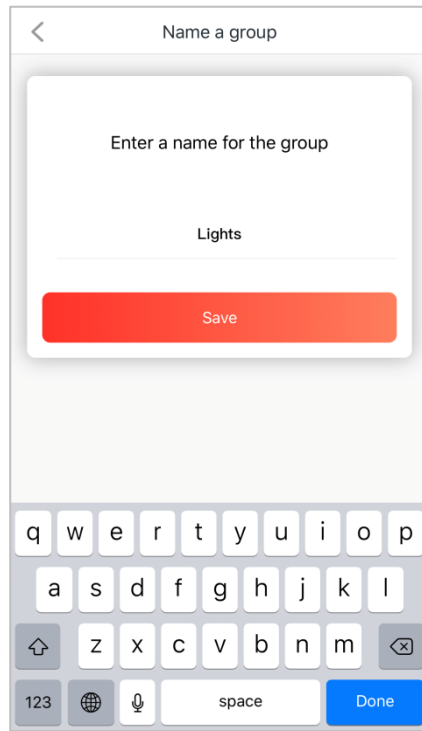 Name a group
Enter a name for the group
Lights
Save
q w e r t y u i o p
a s d f g h j k l
z x c v b n m
123 space Done